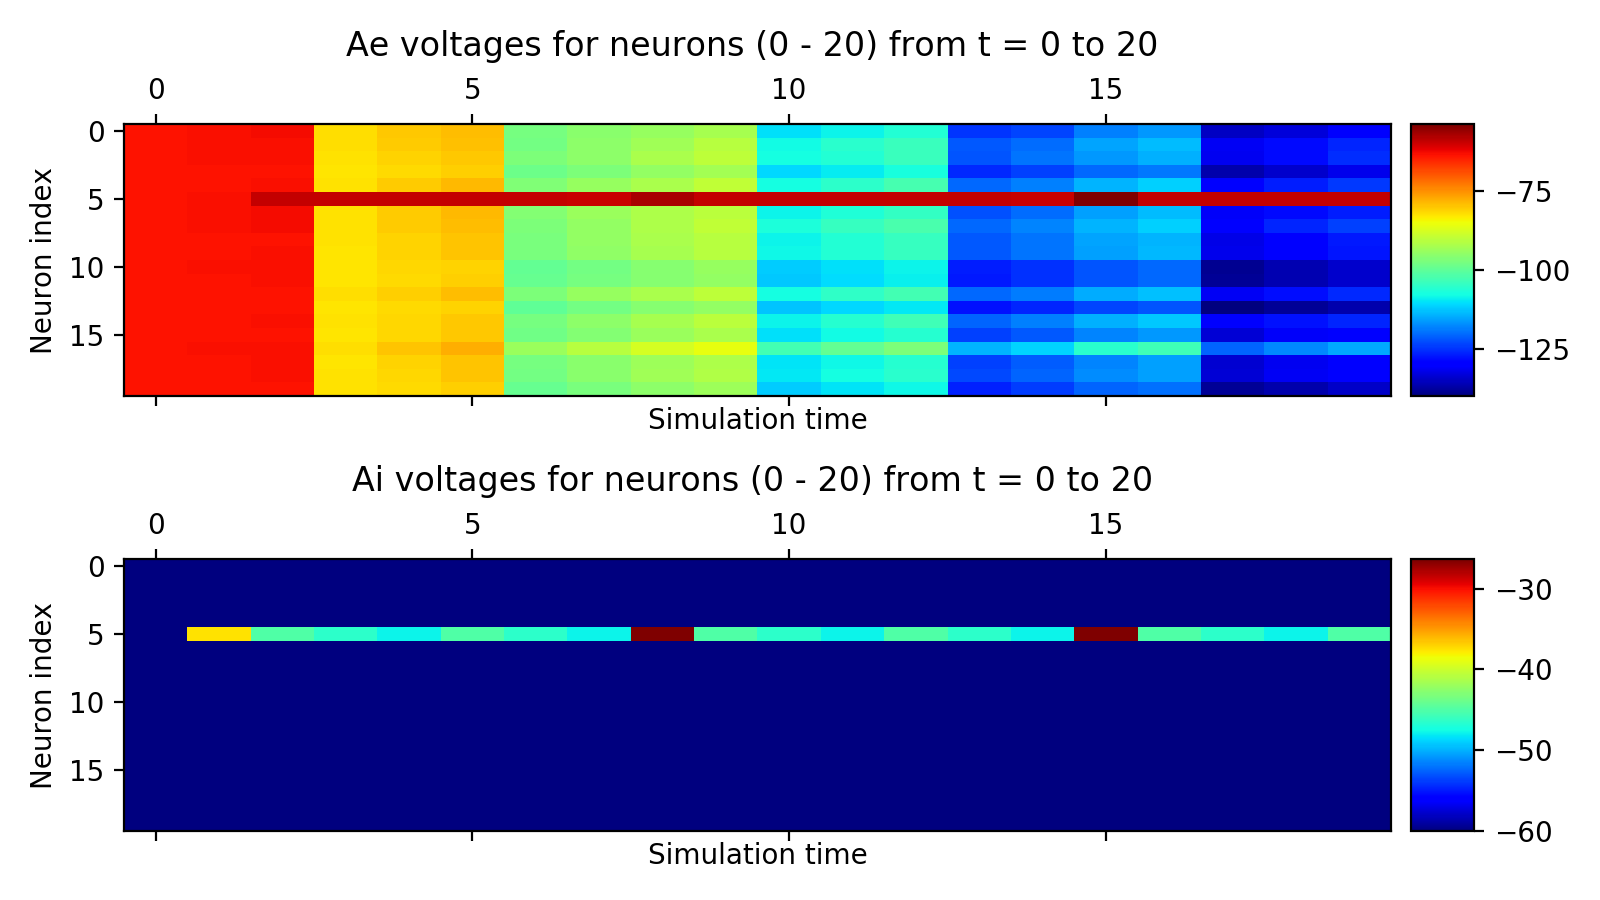 Ae voltages for neurons (0 - 20) from t = 0 to 20
0 5 10 15
Neuron index
0
5
10
15
−75
−100
−125
Simulation time
Ai voltages for neurons (0 - 20) from t = 0 to 20
0 5 10 15
Neuron index
0
5
10
15
−30
−40
−50
−60
Simulation time